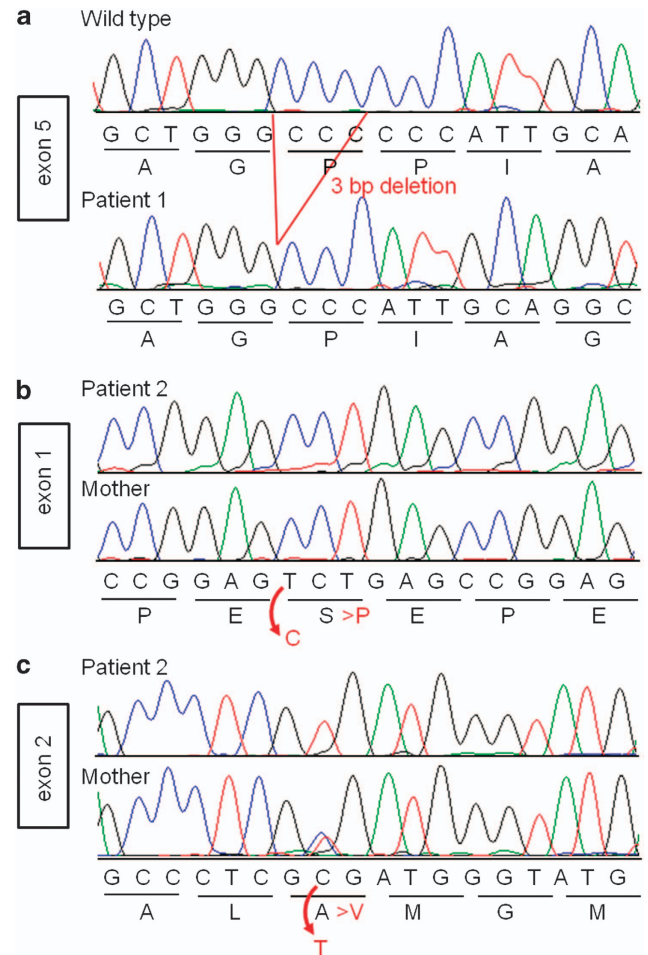 a
Wild type
exon 5
G C T G G G C C C C C C A T T G C A
A G P P I A
3 bp deletion
Patient 1
G C T G G G C C C A T T G C A G G C
A G P I A G
b
Patient 2
exon 1
Mother
C C G G A G T C T G A G C C G G A G
P E S >P E P E
C
c
Patient 2
exon 2
Mother
G C C C T C G C G A T G G G T A T G
A L A >V M G M
T